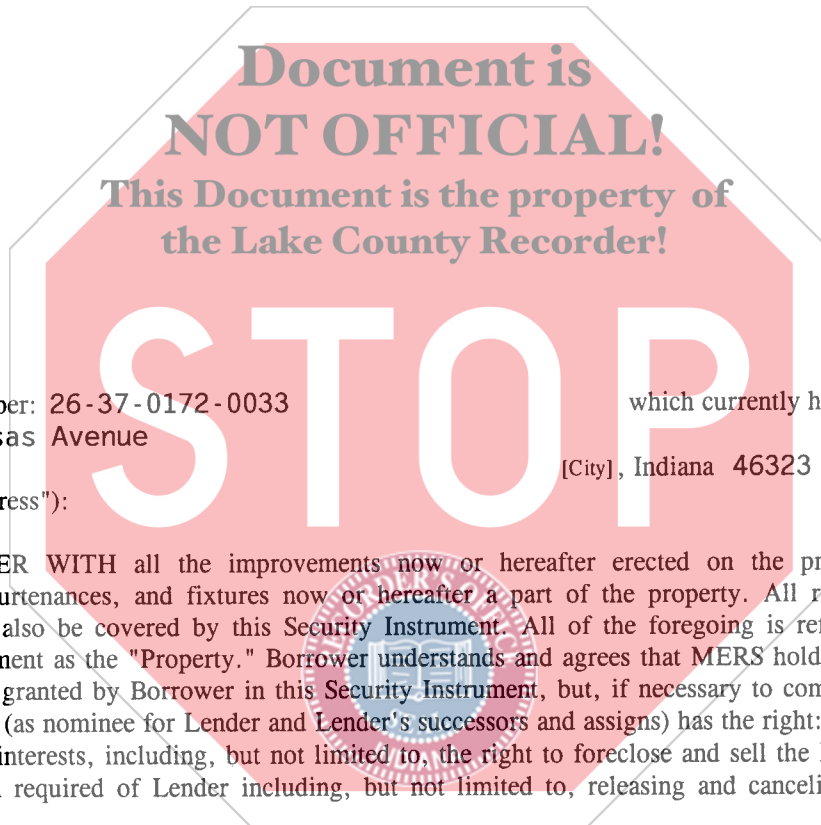 Document is
NOT OFFICIAL!
This Document is the property of
the Lake County Recorder!
STOP
ber: 26-37-0172-0033 which currently h
sas Avenue
[City], Indiana 46323
ress"):
ER WITH all the improvements now or hereafter erected on the pr
urtenances, and fixtures now or hereafter a part of the property. All r
also be covered by this Security Instrument. All of the foregoing is ref
ment as the "Property." Borrower understands and agrees that MERS hold
granted by Borrower in this Security Instrument, but, if necessary to com
(as nominee for Lender and Lender's successors and assigns) has the right:
interests, including, but not limited to, the right to foreclose and sell the
required of Lender including, but not limited to, releasing and canceli